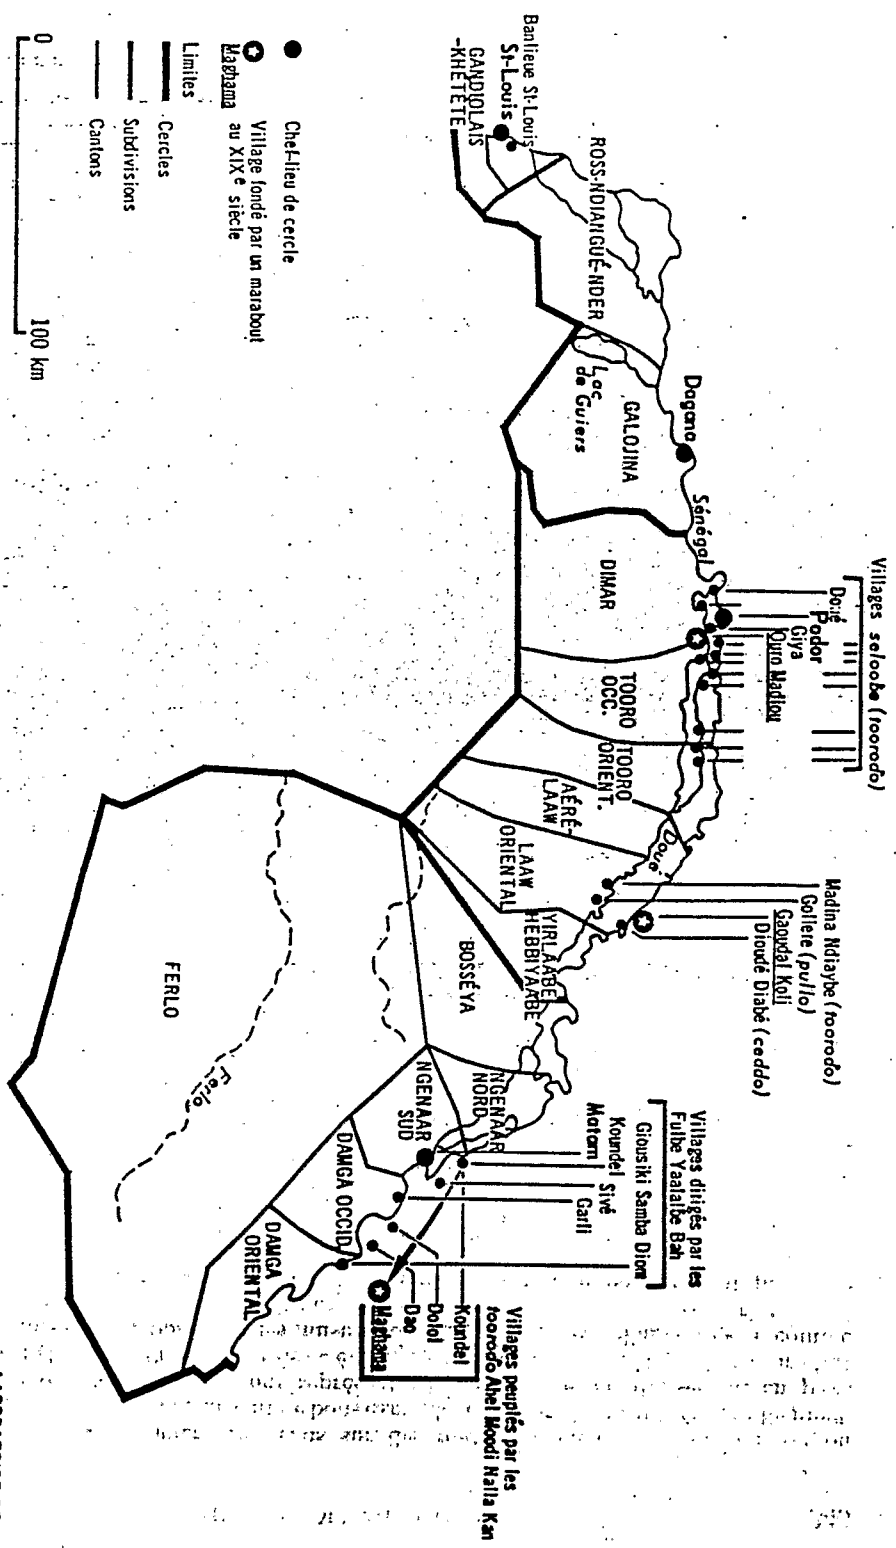 Villages seloobe (toorodo)
Doué
Podor
Giya
Ouro Madiou
Madina Ndiaybe (toorodo)
Gollere (pullo)
Gaoudal Koli
Dioudé Diabé (ceddo)
Villages dirigés par les
Fulbe Yaalalbe Bah
Giousiki Samba Diom
Koundel Sivé
Matam Garli
Villages peuplés par les
toorodo Ahel Moodi Nalla Kan
Koundel
Dolol
Dao
Maghama
Dagana
Sénégal
Doué
Banlieue St-Louis
St-Louis
GANDIOLAIS
-KHETETE
ROSS-NDIANGUÉ-NDER
Lac
de Guiers
GALOJINA
DIMAR
TOORO
OCC.
TOORO
ORIENT.
AÉRÉ-
LAAW
LAAW
ORIENTAL
YIRLAABE
HEBBIYAABE
BOSSÉYA
NGENAAR
NORD
NGENAAR
SUD
DAMGA OCCID
DAMGA
ORIENTAL
FERLO
Ferlo
Chef-lieu de cercle
Maghama
Village fondé par un marabout
au XIXe siècle
Limites
Cercles
Subdivisions
Cantons
0 100 km